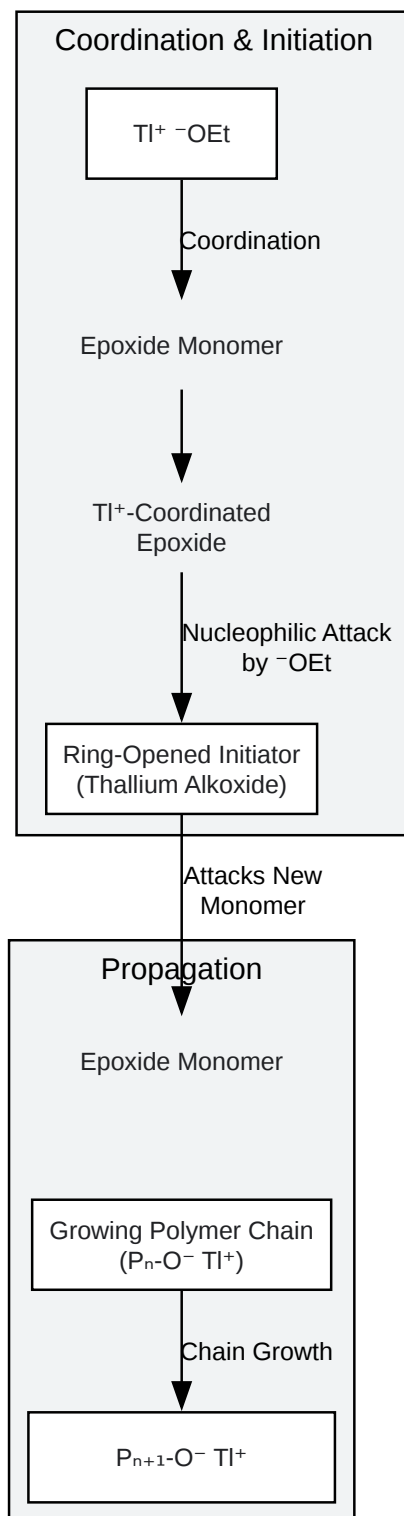 Coordination & Initiation
Tl⁺ ⁻OEt
Coordination
Epoxide Monomer
Tl⁺-Coordinated
Epoxide
Nucleophilic Attack
by ⁻OEt
Ring-Opened Initiator
(Thallium Alkoxide)
Attacks New
Monomer
Propagation
Epoxide Monomer
Growing Polymer Chain
(Pₙ-O⁻ Tl⁺)
Chain Growth
Pₙ₊₁-O⁻ Tl⁺